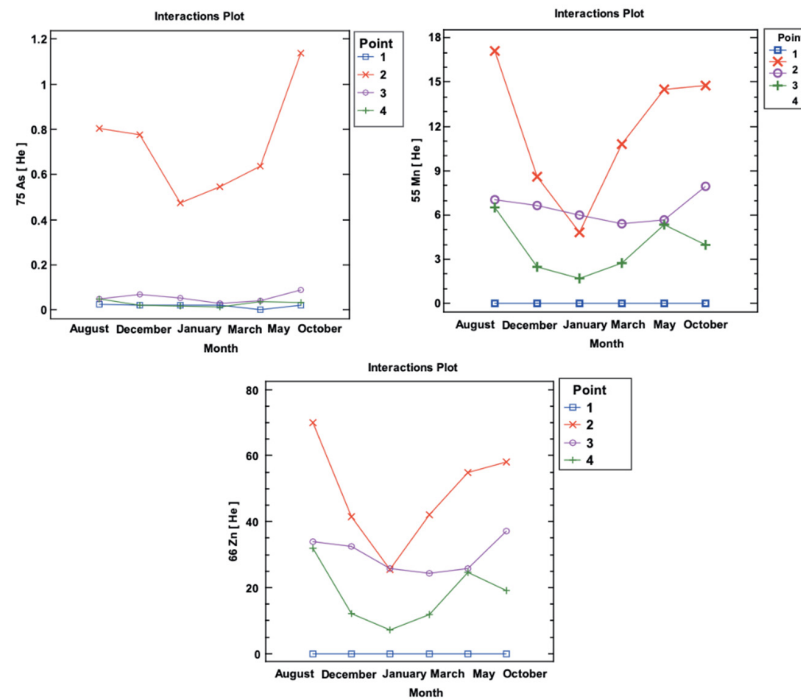 Interactions Plot
75 As [ He ]
1.2
1
0.8
0.6
0.4
0.2
0
August December January March May October
Month
Point
1
2
3
4
Interactions Plot
55 Mn [ He ]
18
15
12
9
6
3
0
August December January March May October
Month
Point
1
2
3
4
Interactions Plot
66 Zn [ He ]
80
60
40
20
0
August December January March May October
Month
Point
1
2
3
4